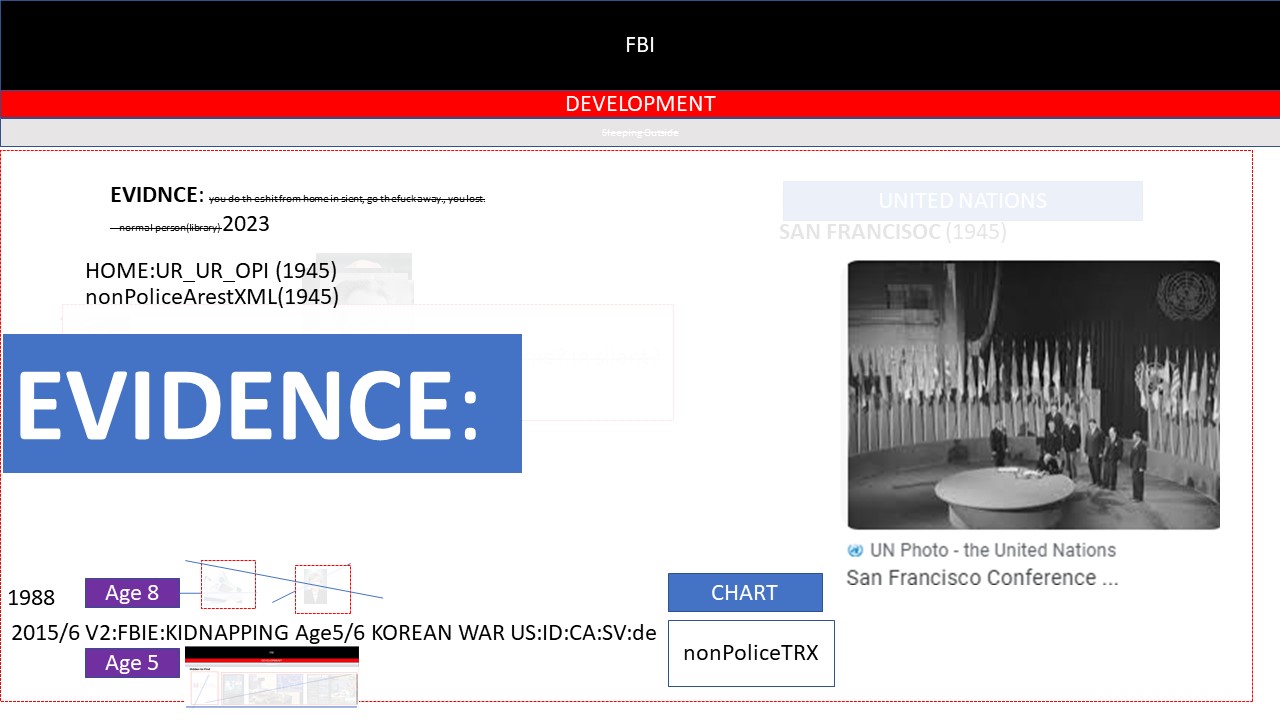 FBI
DEVELOPMENT
Sleeping Outside
EVIDNCE: you do th eshit from home in sient, go the fuck away., you lost.
– normal person(library) 2023
UNITED NATIONS
SAN FRANCISOC (1945)
HOME:UR_UR_OPI (1945)
nonPoliceArestXML(1945)
EVIDENCE:
UN Photo - the United Nations
San Francisco Conference ...
1988
Age 8
CHART
2015/6 V2:FBIE:KIDNAPPING Age5/6 KOREAN WAR US:ID:CA:SV:de
Age 5
nonPoliceTRX